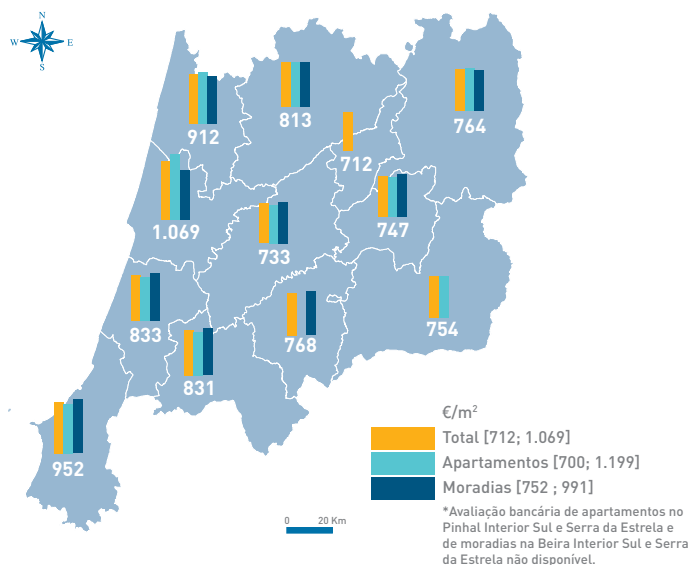 N
W E
S
912
813
764
712
1.069
733
747
833
831
768
754
952
€/m²
Total [712; 1.069]
Apartamentos [700; 1.199]
Moradias [752 ; 991]
*Avaliação bancária de apartamentos no
Pinhal Interior Sul e Serra da Estrela e
de moradias na Beira Interior Sul e Serra
da Estrela não disponível.
0 20 Km